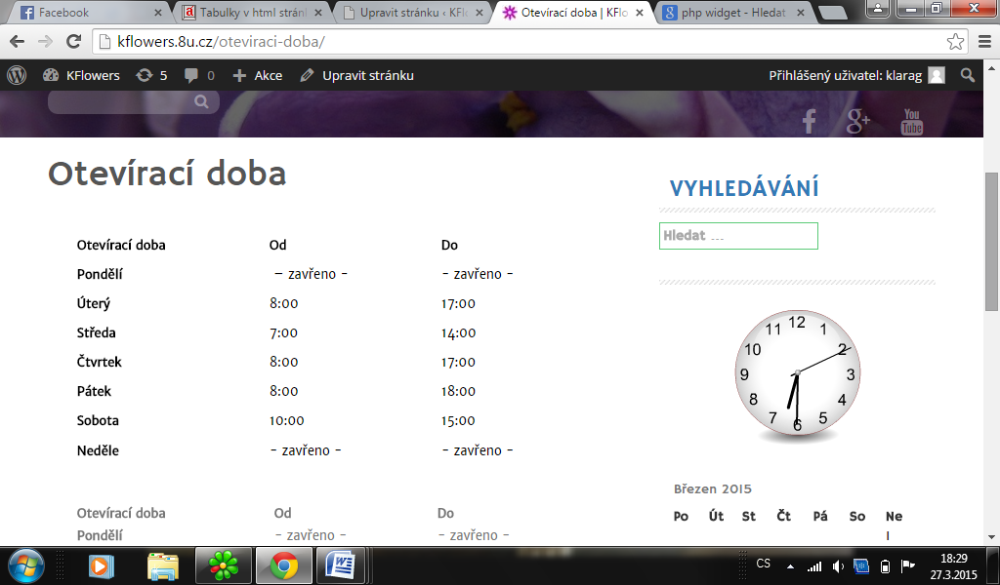 Facebook
Tabulky v html stránk
Upravit stránku ‹ KFl
Otevírací doba | KFlo
php widget - Hledat
kflowers.8u.cz/oteviraci-doba/
KFlowers 5 0 Akce Upravit stránku Přihlášený uživatel: klarag
f g+ You Tube
Otevírací doba
VYHLEDÁVÁNÍ
Hledat ...
Otevírací doba Od Do
Pondělí – zavřeno - - zavřeno -
Úterý 8:00 17:00
Středa 7:00 14:00
Čtvrtek 8:00 17:00
Pátek 8:00 18:00
Sobota 10:00 15:00
Neděle - zavřeno - - zavřeno -
12 1 2 3 4 5 6 7 8 9 10 11
Březen 2015
Po Út St Čt Pá So Ne
1
Otevírací doba Od Do
Pondělí - zavřeno - - zavřeno -
CS
18:29
27.3.2015